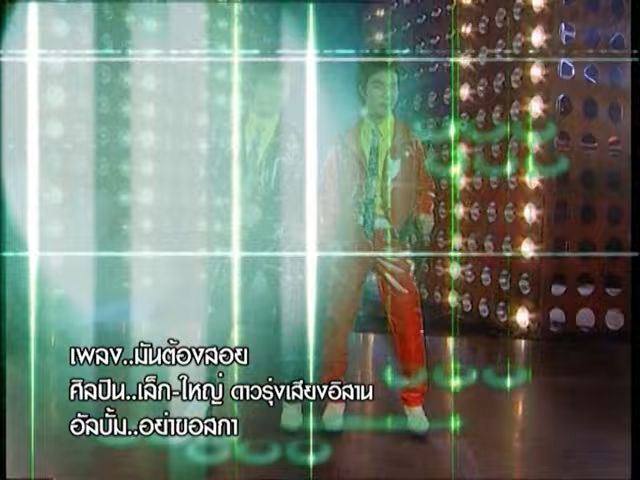 เพลง..มันต้องสอย
ศิลปิน..เล็ก-ใหญ่ ดาวรุ่งเสียงอิสาน
อัลบั้ม..อย่าขอสกา